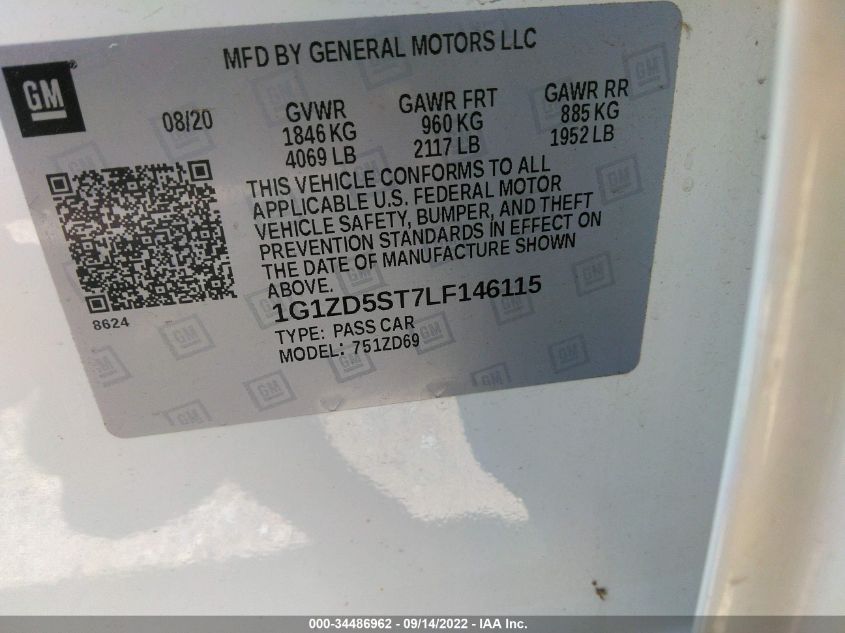 MFD BY GENERAL MOTORS LLC
GM
08/20
GVWR
1846 KG
4069 LB
GAWR FRT
960 KG
2117 LB
GAWR RR
885 KG
1952 LB
THIS VEHICLE CONFORMS TO ALL
APPLICABLE U.S. FEDERAL MOTOR
VEHICLE SAFETY, BUMPER, AND THEFT
PREVENTION STANDARDS IN EFFECT ON
THE DATE OF MANUFACTURE SHOWN
ABOVE.
8624
1G1ZD5ST7LF146115
TYPE: PASS CAR
MODEL: 751ZD69
000-34486962 - 09/14/2022 - IAA Inc.